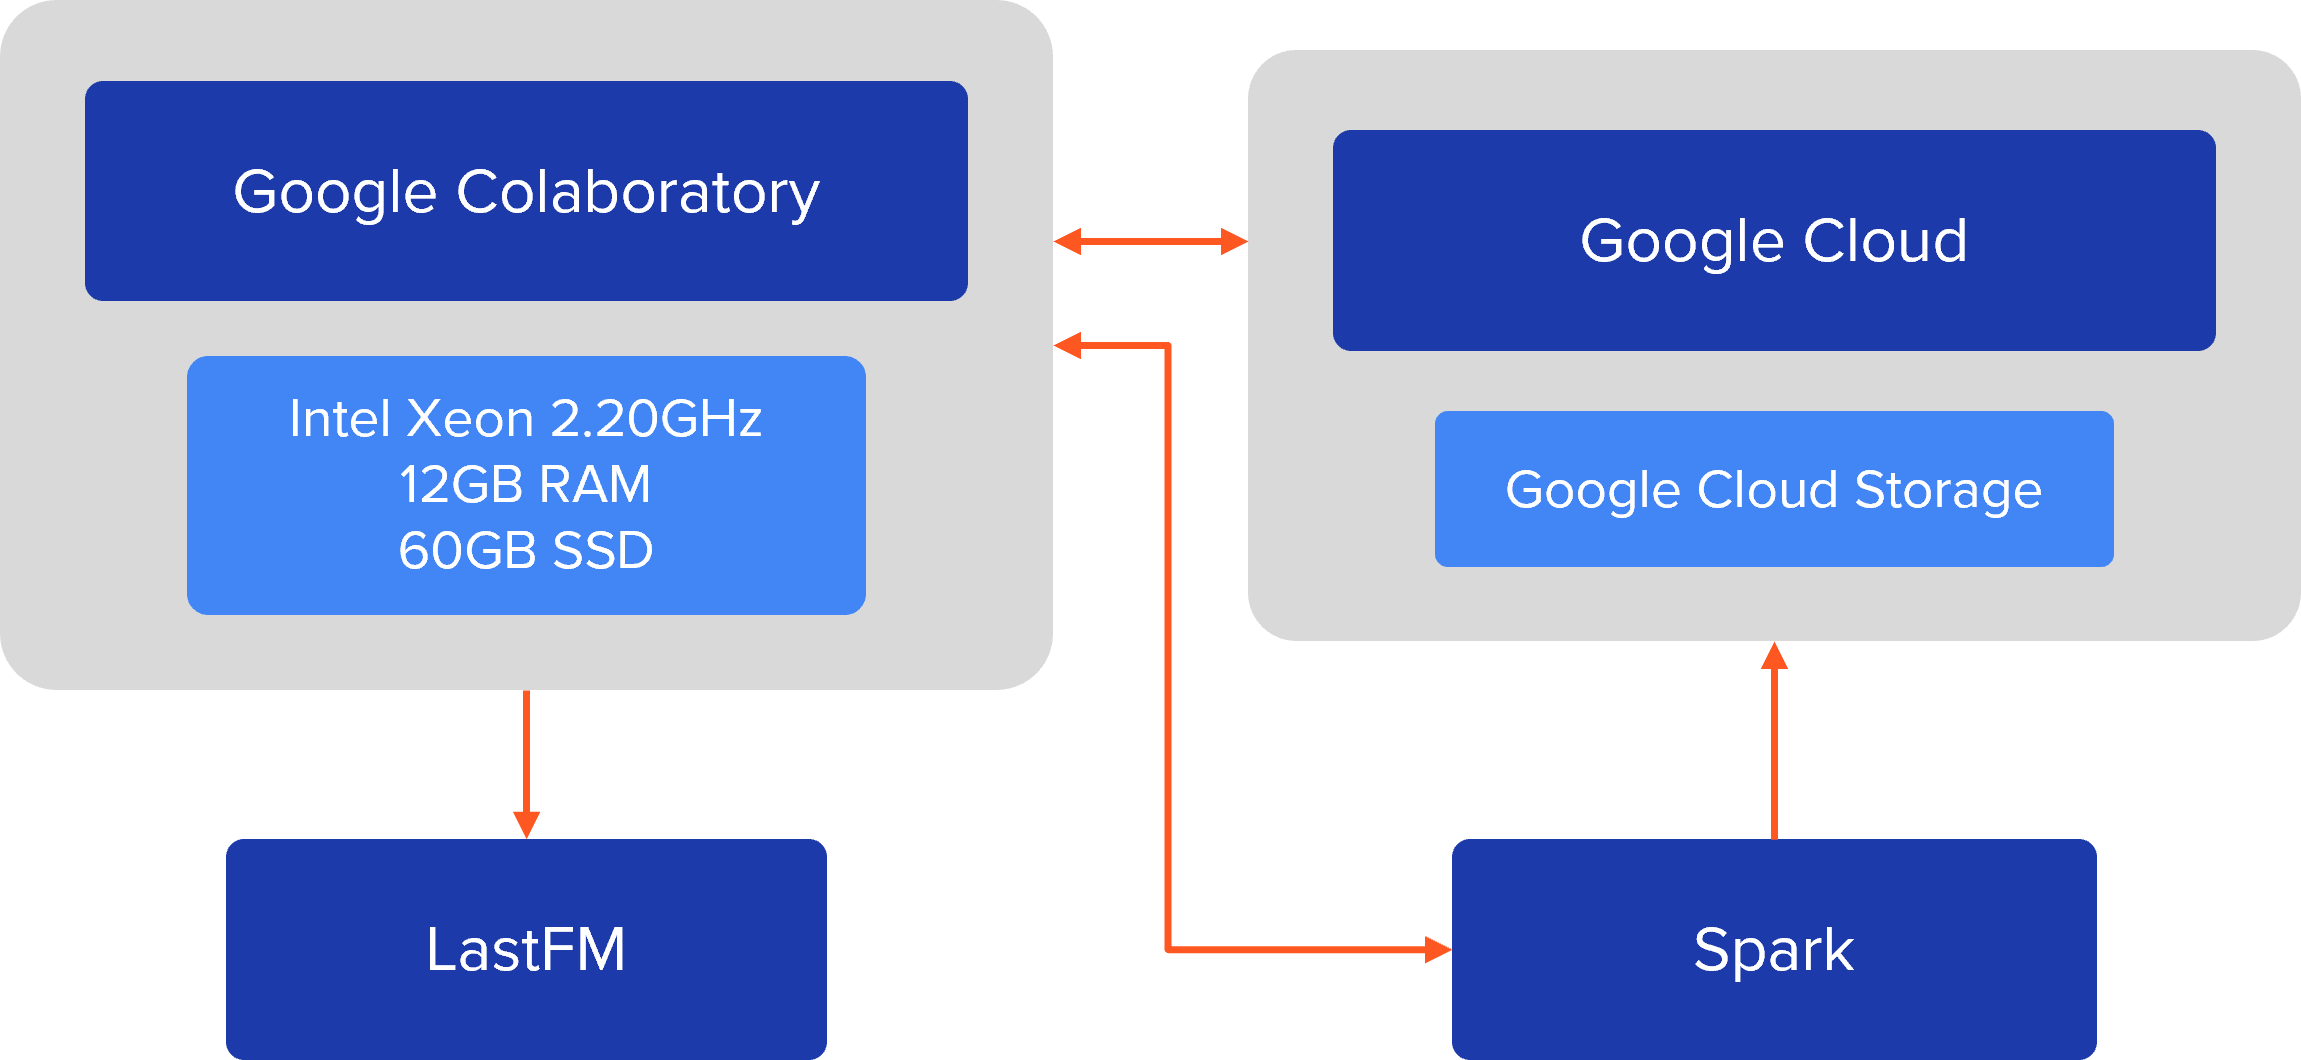 Google Colaboratory
Intel Xeon 2.20GHz
12GB RAM
60GB SSD
Google Cloud
Google Cloud Storage
LastFM
Spark